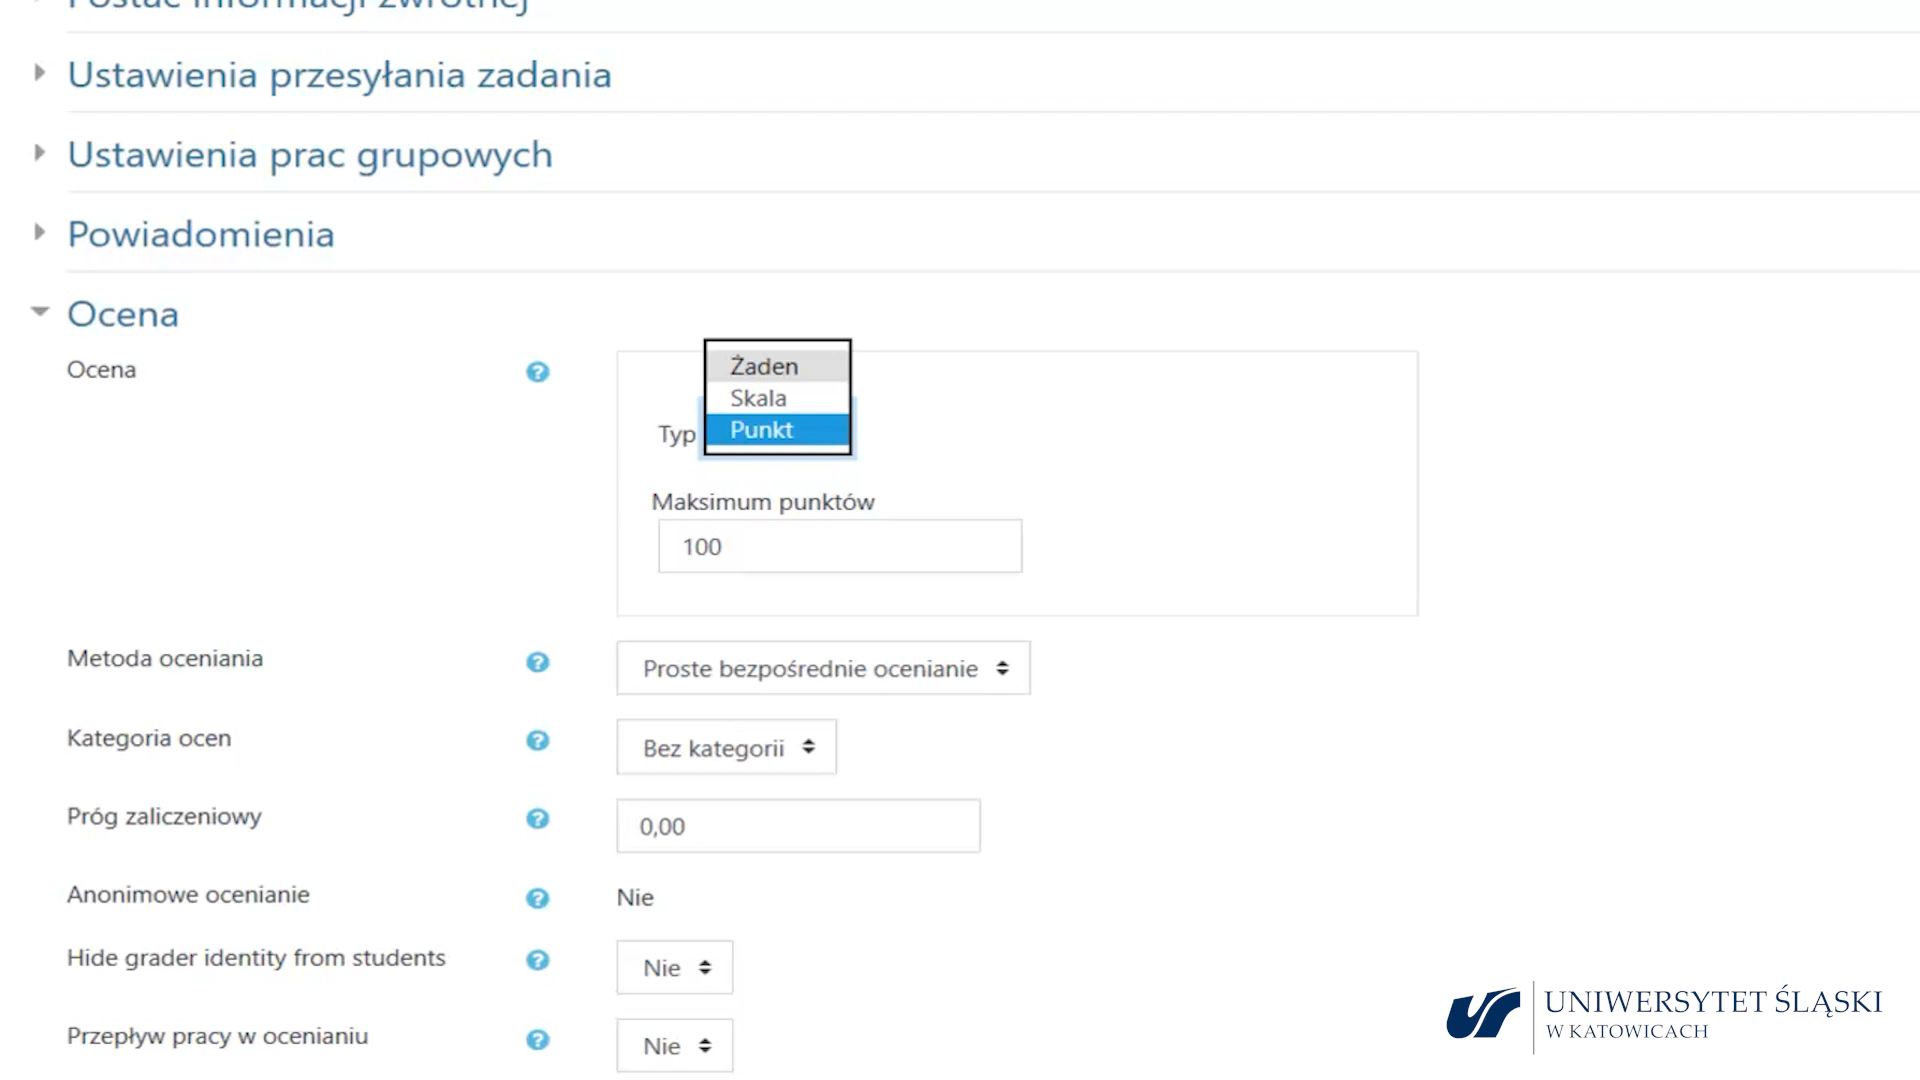 Postać informacji zwrotnej
Ustawienia przesyłania zadania
Ustawienia prac grupowych
Powiadomienia
Ocena
Ocena
Żaden
Skala
Typ Punkt
Maksimum punktów
100
Metoda oceniania
Proste bezpośrednie ocenianie
Kategoria ocen
Bez kategorii
Próg zaliczeniowy
0,00
Anonimowe ocenianie
Nie
Hide grader identity from students
Nie
Przepływ pracy w ocenianiu
Nie
UNIWERSYTET ŚLĄSKI
W KATOWICACH